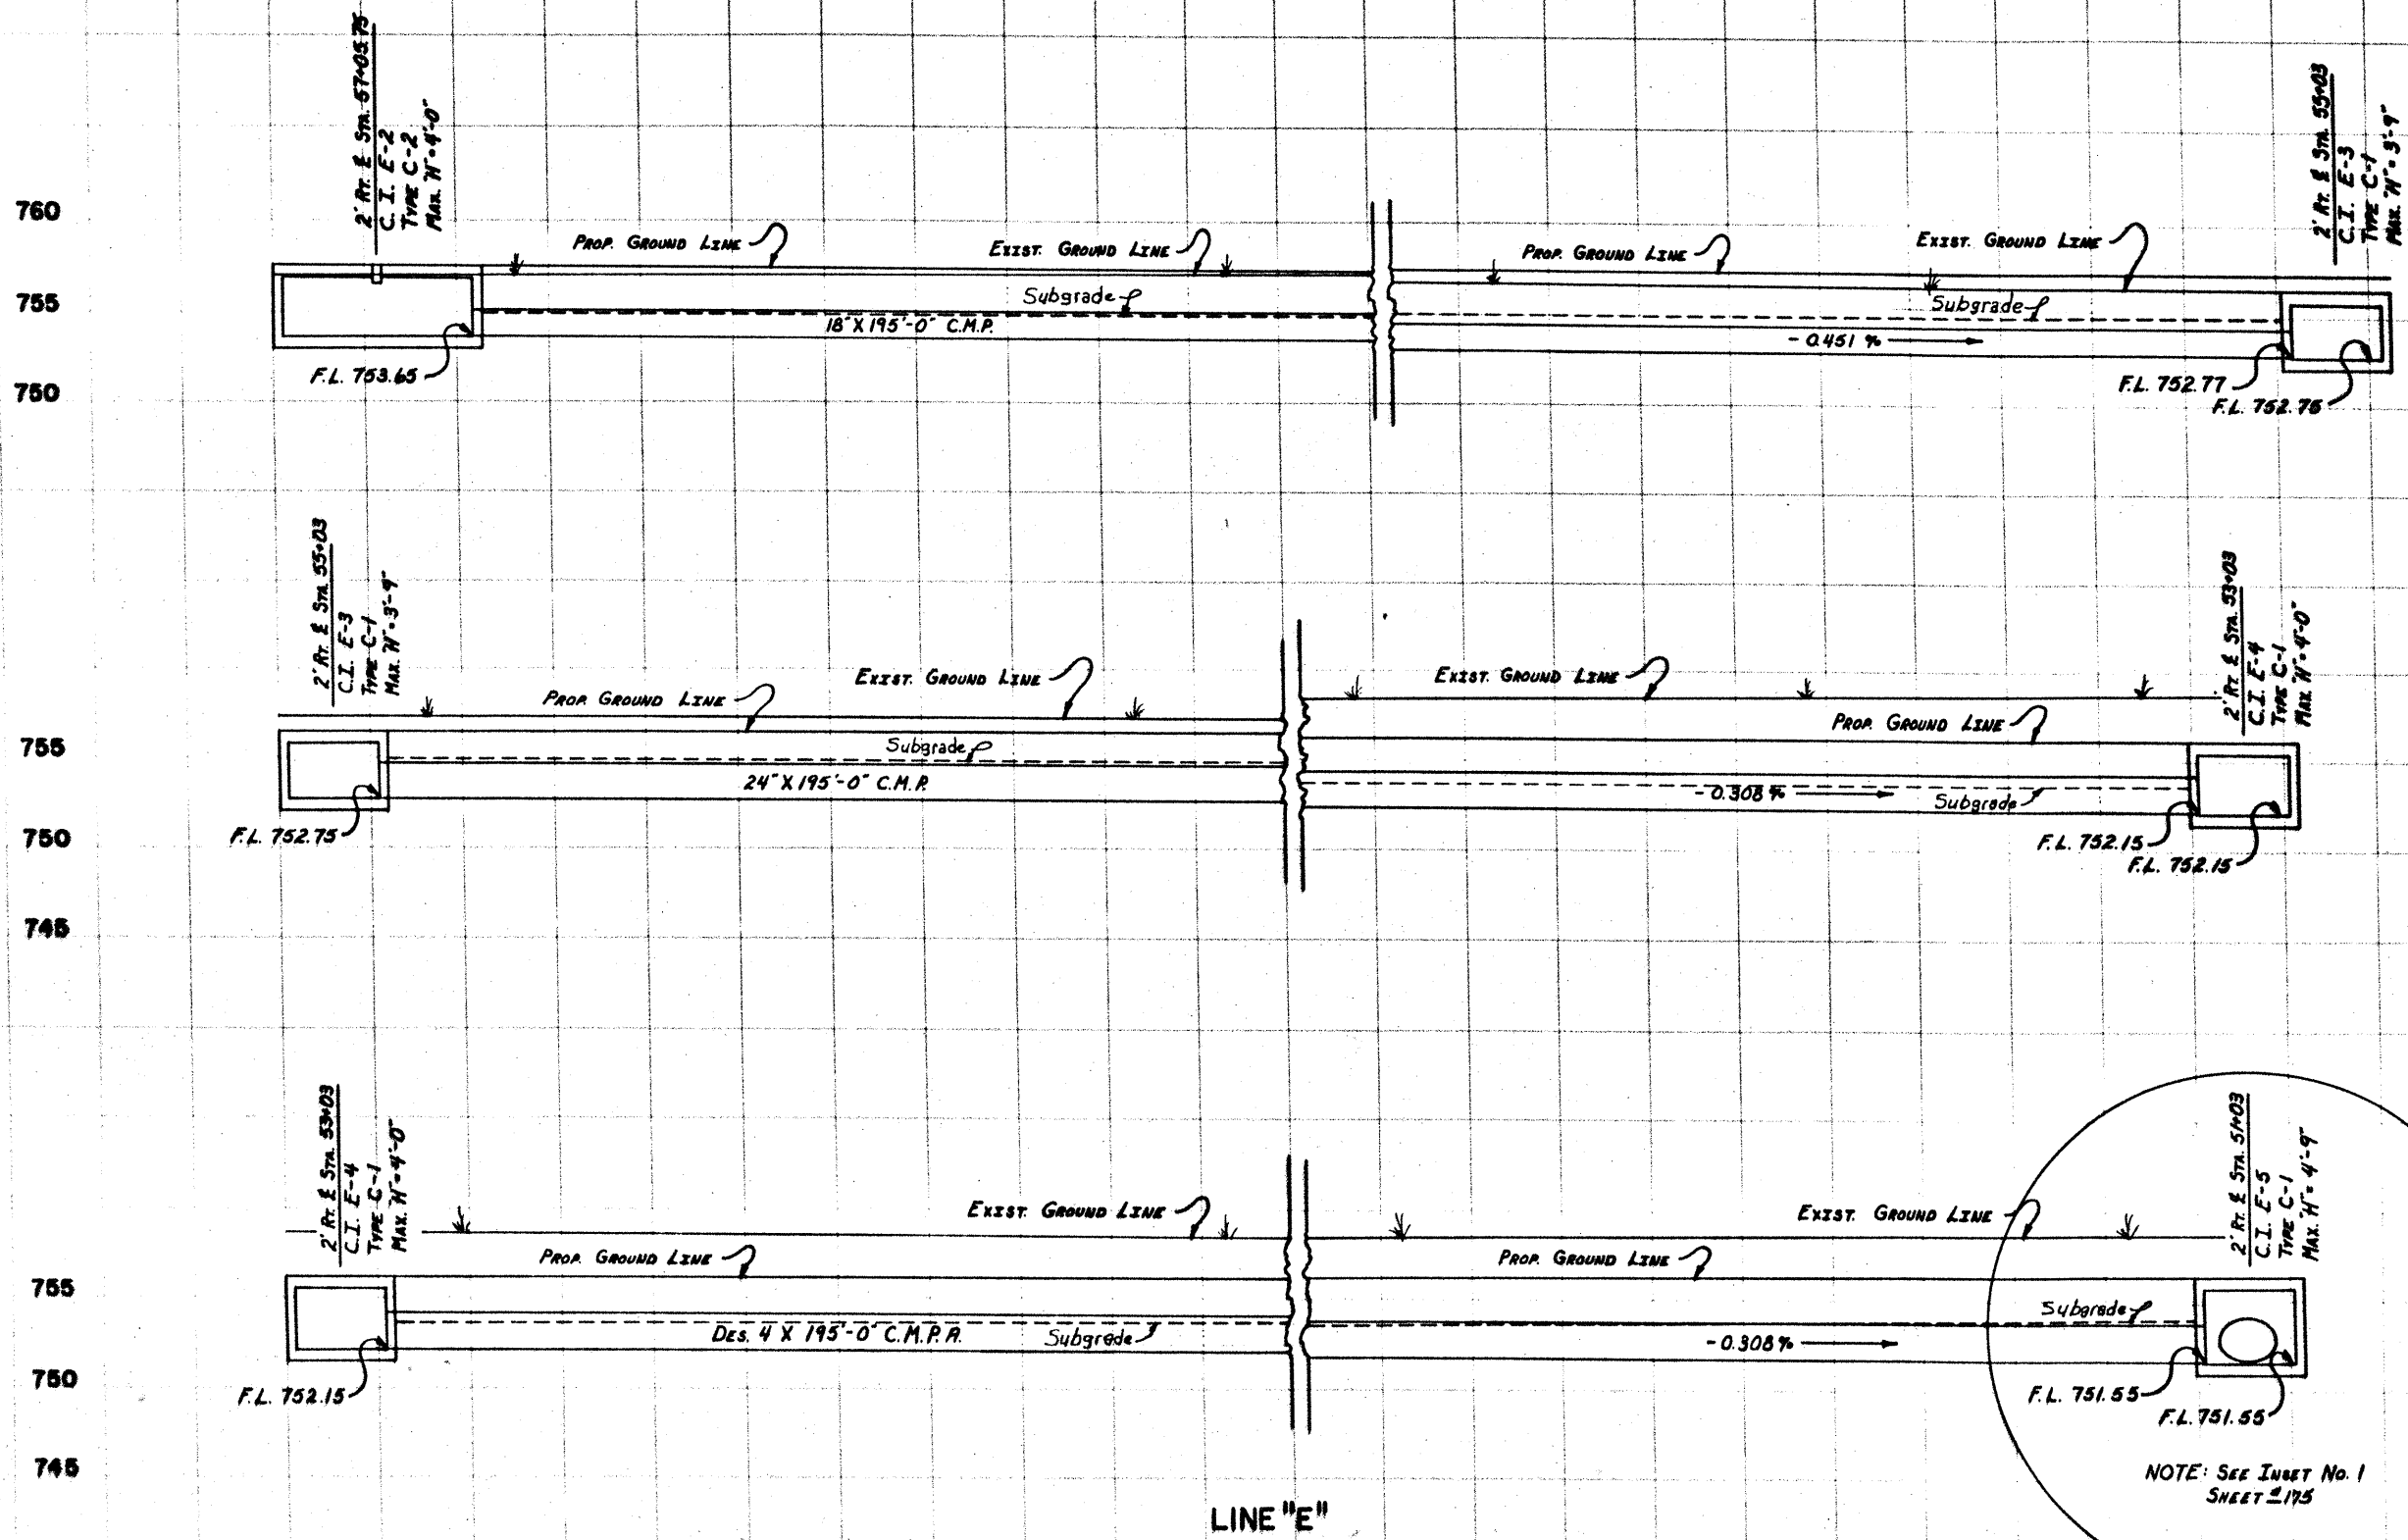 2' RT. ℄ STA. 57+05.75
C.I. E-2
TYPE C-2
MAX. "H"=4'-0"
2' RT. ℄ STA. 55+03
C.I. E-3
TYPE C-1
MAX. "H"=3'-9"
760
PROP. GROUND LINE
EXIST. GROUND LINE
PROP. GROUND LINE
EXIST. GROUND LINE
755
Subgrade
Subgrade
18" X 195'-0" C.M.P.
-0.451 %
F.L. 753.65
750
F.L. 752.77
F.L. 752.75
2' RT. ℄ STA. 55+03
C.I. E-3
TYPE C-1
MAX. "H"=3'-9"
2' RT. ℄ STA. 53+03
C.I. E-4
TYPE C-1
MAX. "H"=4'-0"
PROP. GROUND LINE
EXIST. GROUND LINE
EXIST. GROUND LINE
PROP. GROUND LINE
755
Subgrade
24" X 195'-0" C.M.P.
-0.308 %
Subgrade
F.L. 752.75
750
F.L. 752.15
F.L. 752.15
745
2' RT. ℄ STA. 53+03
C.I. E-4
TYPE C-1
MAX. "H"=4'-0"
2' RT. ℄ STA. 51+03
C.I. E-5
TYPE C-1
MAX. "H"=4'-9"
EXIST. GROUND LINE
EXIST. GROUND LINE
PROP. GROUND LINE
PROP. GROUND LINE
755
Subgrade
DES. 4 X 195'-0" C.M.P.A.
Subgrade
-0.308 %
750
F.L. 752.15
F.L. 751.55
F.L. 751.55
745
NOTE: SEE INSET NO. 1
SHEET #175
LINE "E"